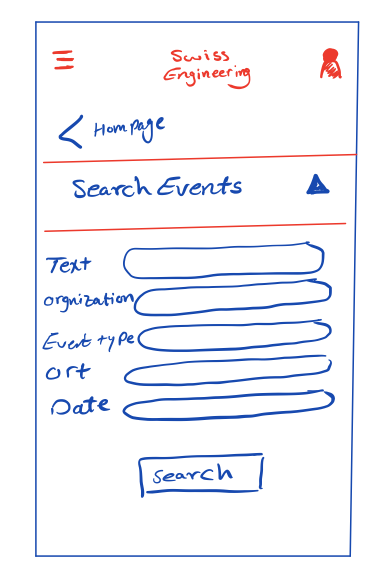 Swiss
Engineering
Hompage
Search Events
Text
Orgnization
Event type
Ort
Date
Search